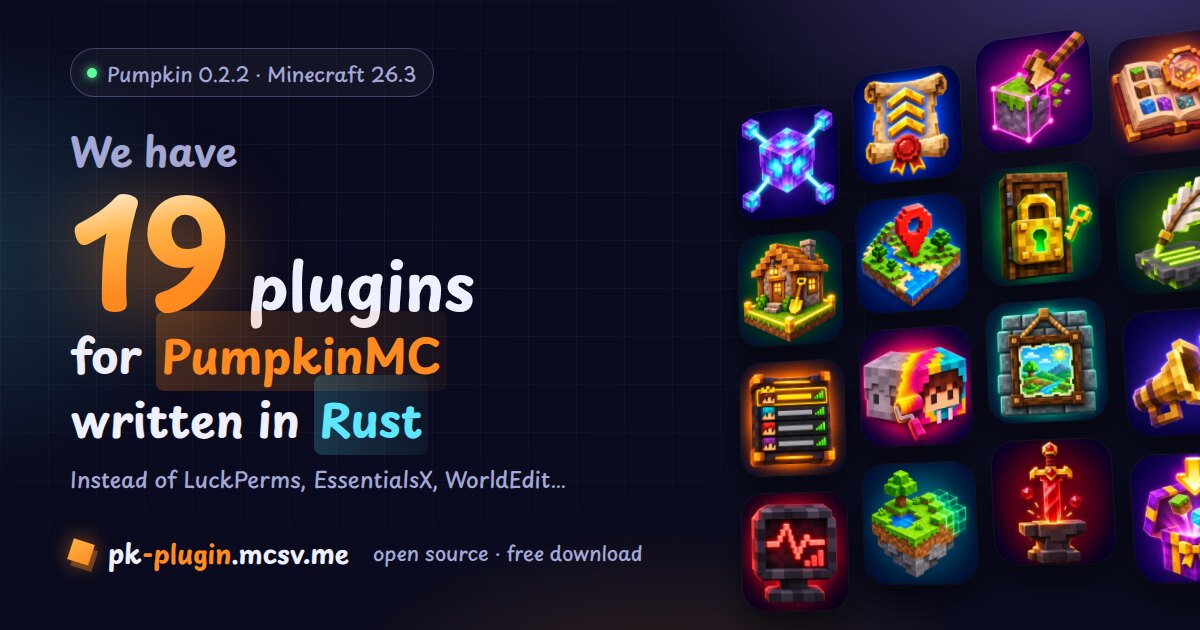 Pumpkin 0.2.2 · Minecraft 26.3
We have
19 plugins
for PumpkinMC
written in Rust
Instead of LuckPerms, EssentialsX, WorldEdit...
pk-plugin.mcsv.me open source · free download